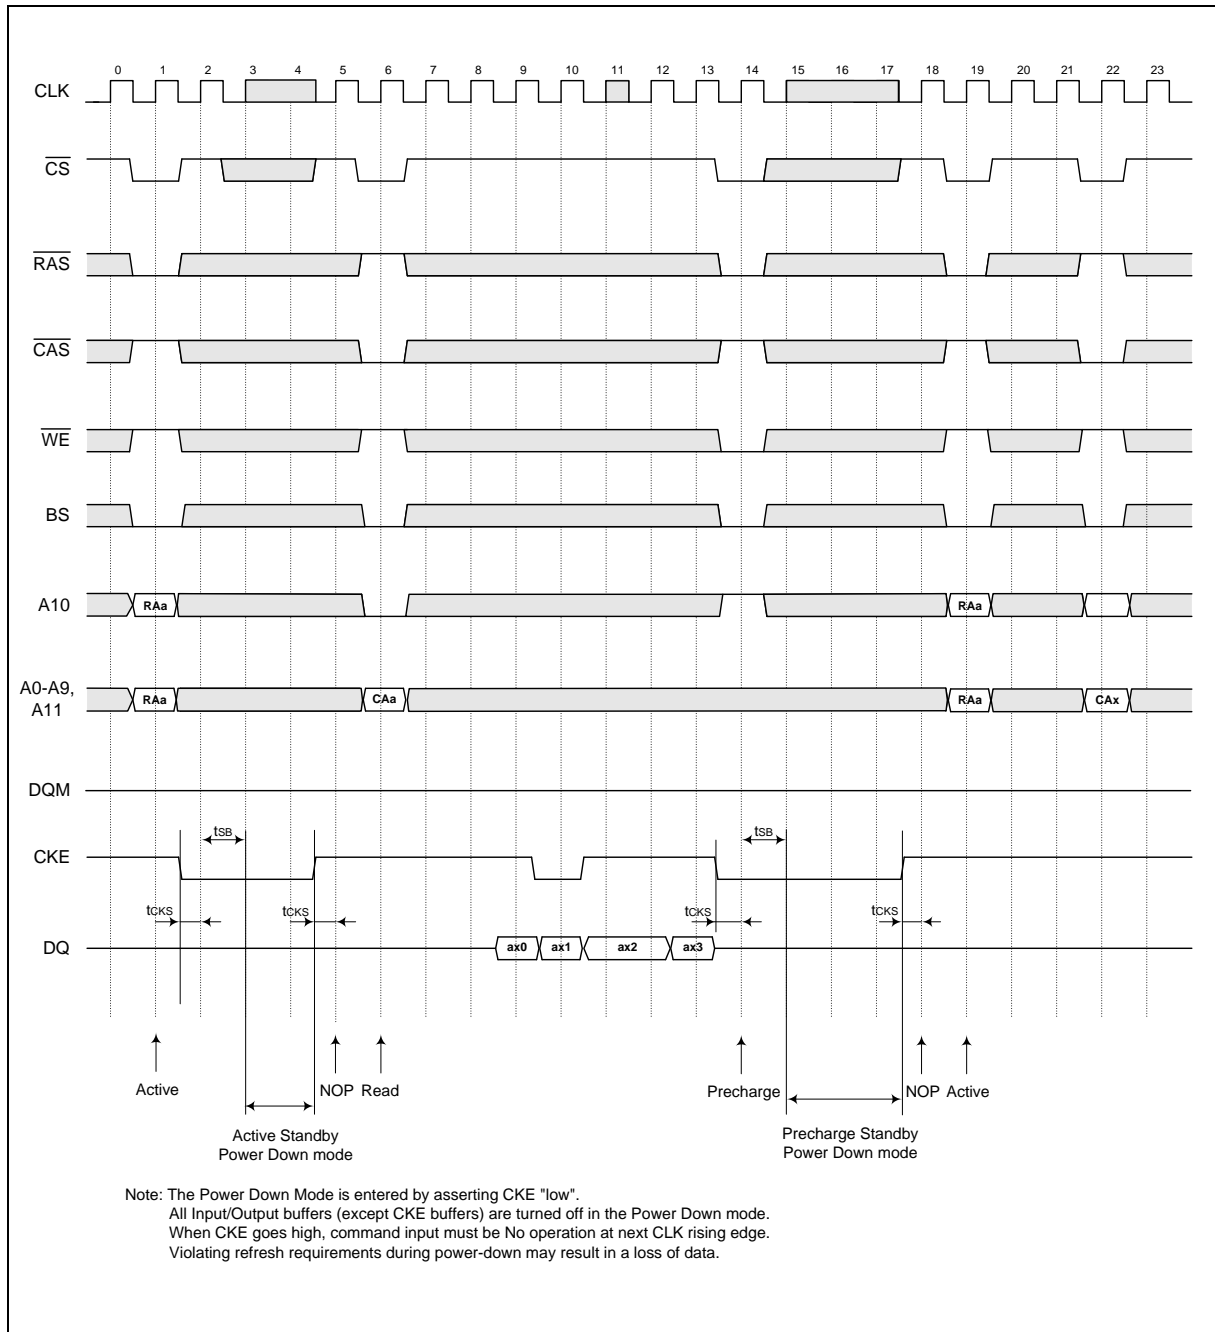 0 1 2 3 4 5 6 7 8 9 10 11 12 13 14 15 16 17 18 19 20 21 22 23
CLK
CS
RAS
CAS
WE
BS
A10 RAa RAa
A0-A9,
A11 RAa CAa RAa CAx
DQM
tSB tSB
CKE
tCKS tCKS tCKS tCKS
DQ ax0 ax1 ax2 ax3
Active NOP Read Precharge NOP Active
Active Standby
Power Down mode
Precharge Standby
Power Down mode
Note: The Power Down Mode is entered by asserting CKE "low".
All Input/Output buffers (except CKE buffers) are turned off in the Power Down mode.
When CKE goes high, command input must be No operation at next CLK rising edge.
Violating refresh requirements during power-down may result in a loss of data.